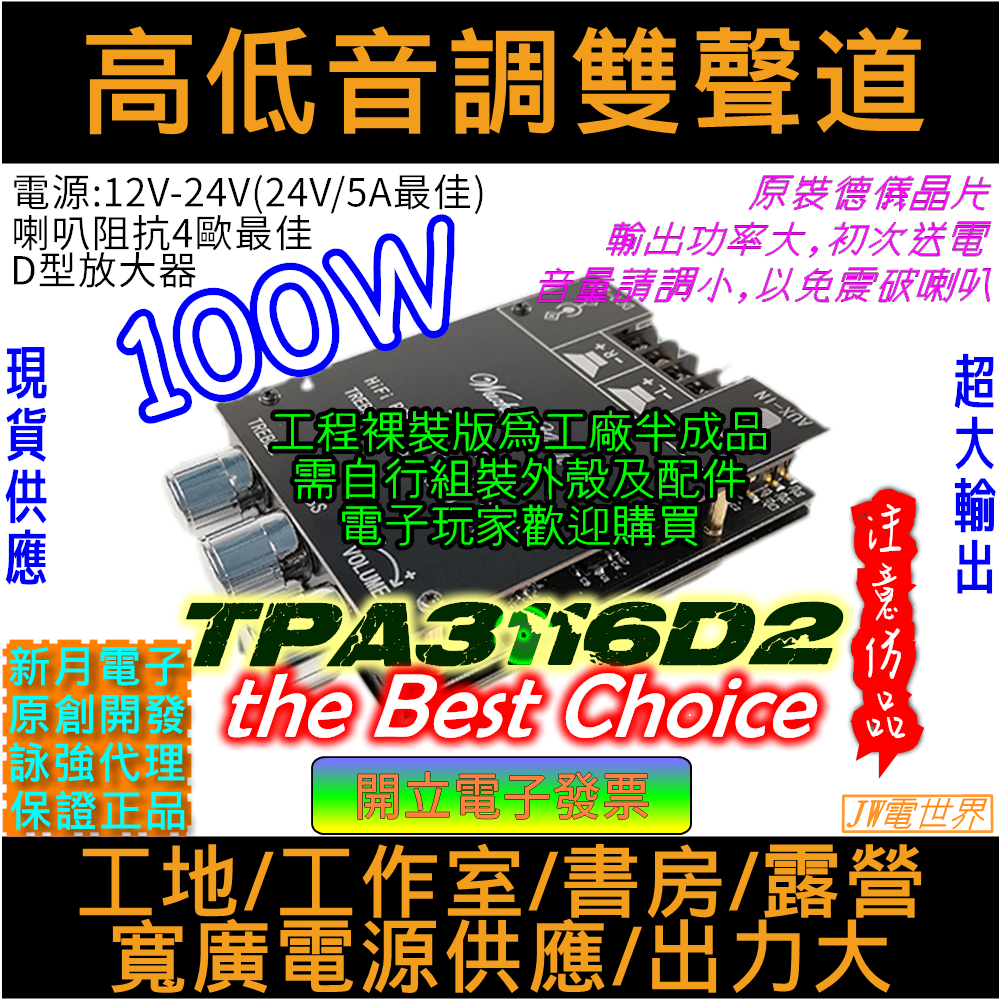 高低音調雙聲道
電源:12V-24V(24V/5A最佳)
喇叭阻抗4歐最佳
D型放大器
原裝德儀晶片
輸出功率大,初次送電
音量請調小,以免震破喇叭
100W
現貨供應
超大輸出
HiFi
-R+
-L+
AUX-IN
TREB
VOLUME
+
工程裸裝版為工廠半成品
需自行組裝外殼及配件
電子玩家歡迎購買
注意仿品
TPA3116D2
the Best Choice
新月電子
原創開發
詠強代理
保證正品
開立電子發票
JW電世界
工地/工作室/書房/露營
寬廣電源供應/出力大